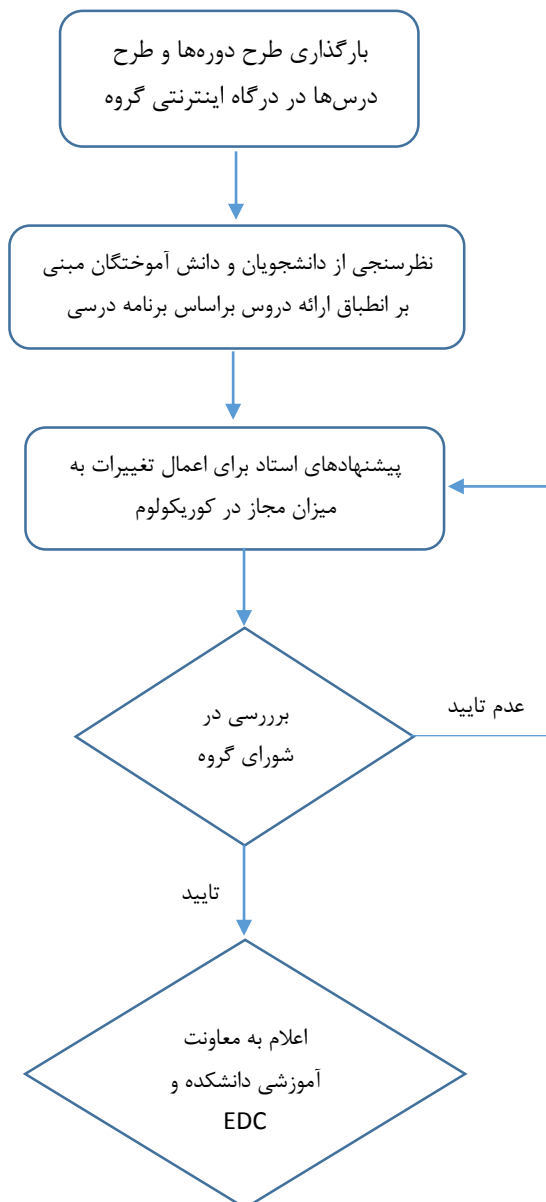 بارگذاری طرح دوره‌ها و طرح
درس‌ها در درگاه اینترنتی گروه
نظرسنجی از دانشجویان و دانش آموختگان مبنی
بر انطباق ارائه دروس براساس برنامه درسی
پیشنهادهای استاد برای اعمال تغییرات به
میزان مجاز در کوریکولوم
برررسی در
شورای گروه
عدم تایید
تایید
اعلام به معاونت
آموزشی دانشکده و
EDC